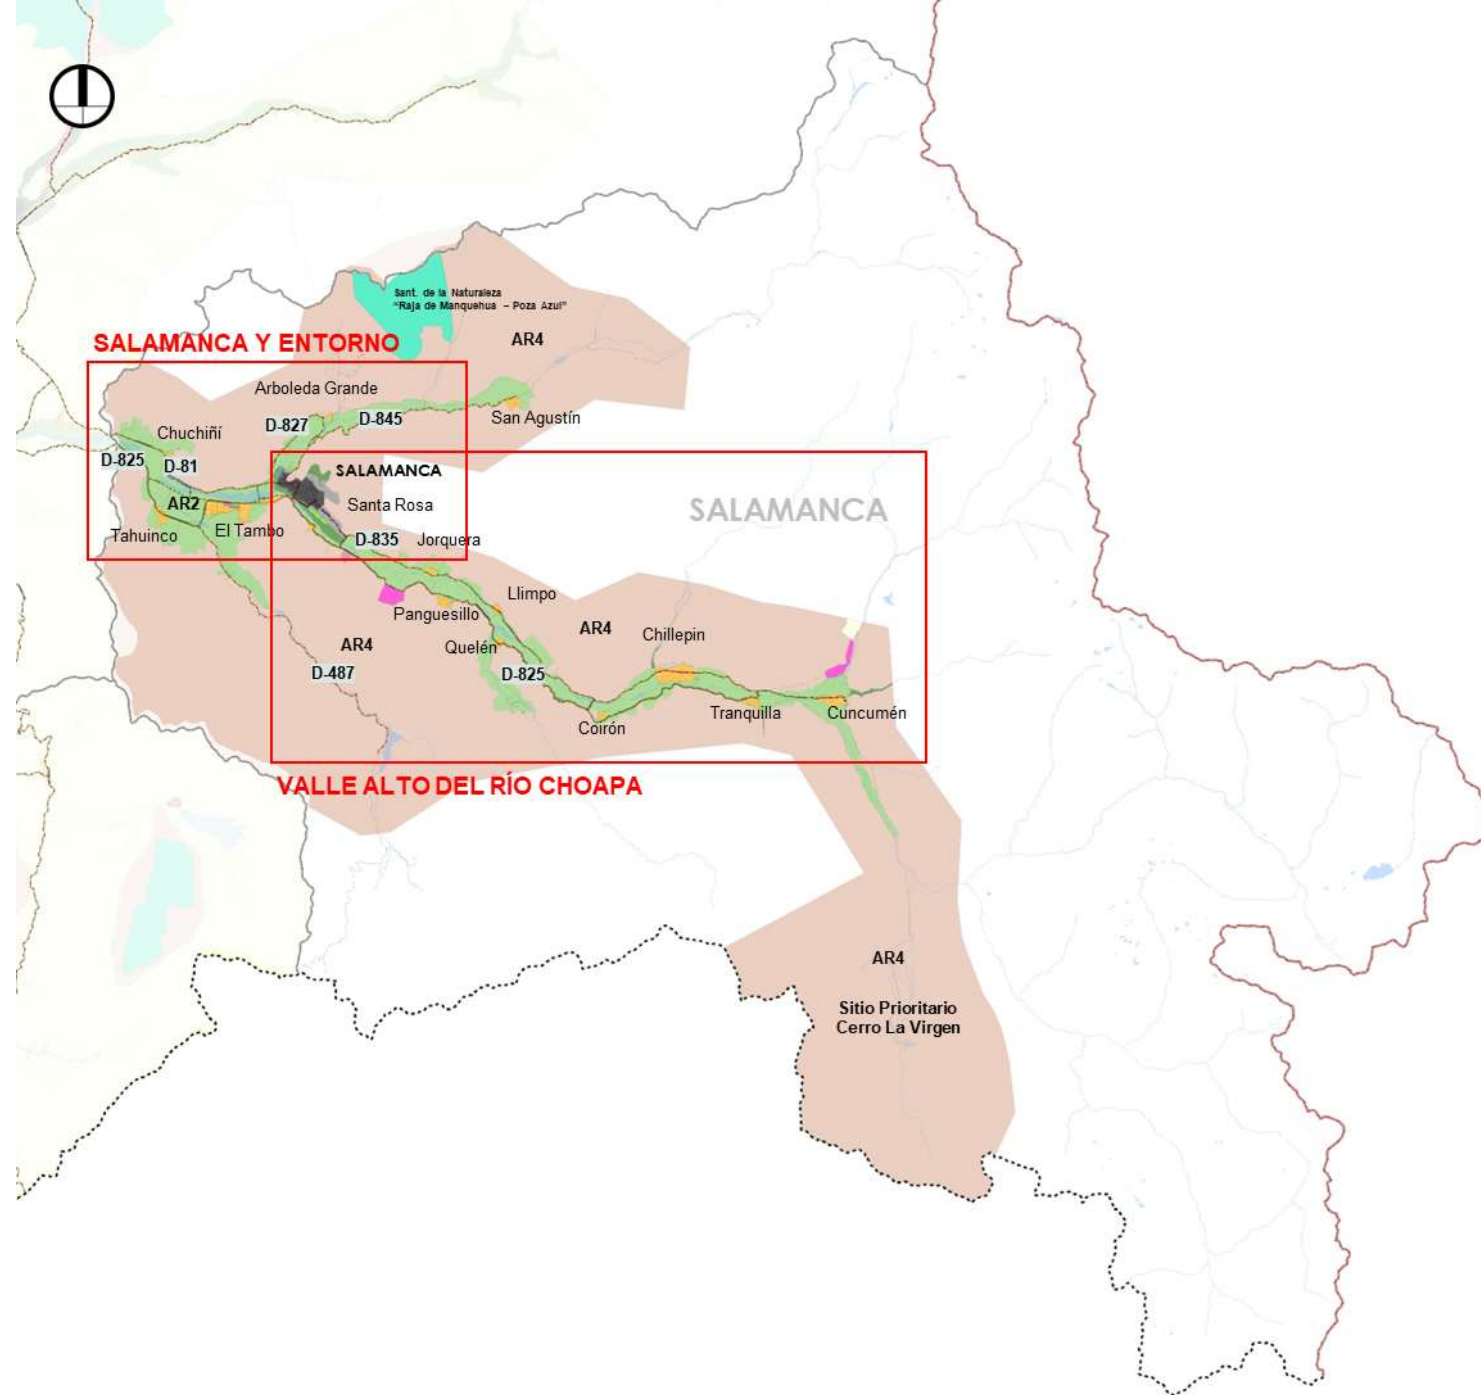 Sant. de la Naturaleza
"Raja de Manquehua – Poza Azul"
AR4
SALAMANCA Y ENTORNO
Arboleda Grande
D-827
D-845
San Agustín
Chuchiñí
D-825
D-81
SALAMANCA
AR2
Santa Rosa
SALAMANCA
Tahuinco
El Tambo
D-835
Jorquera
Llimpo
Panguesillo
AR4
Chillepin
AR4
Quelén
D-487
D-825
Coirón
Tranquilla
Cuncumén
VALLE ALTO DEL RÍO CHOAPA
AR4
Sitio Prioritario
Cerro La Virgen